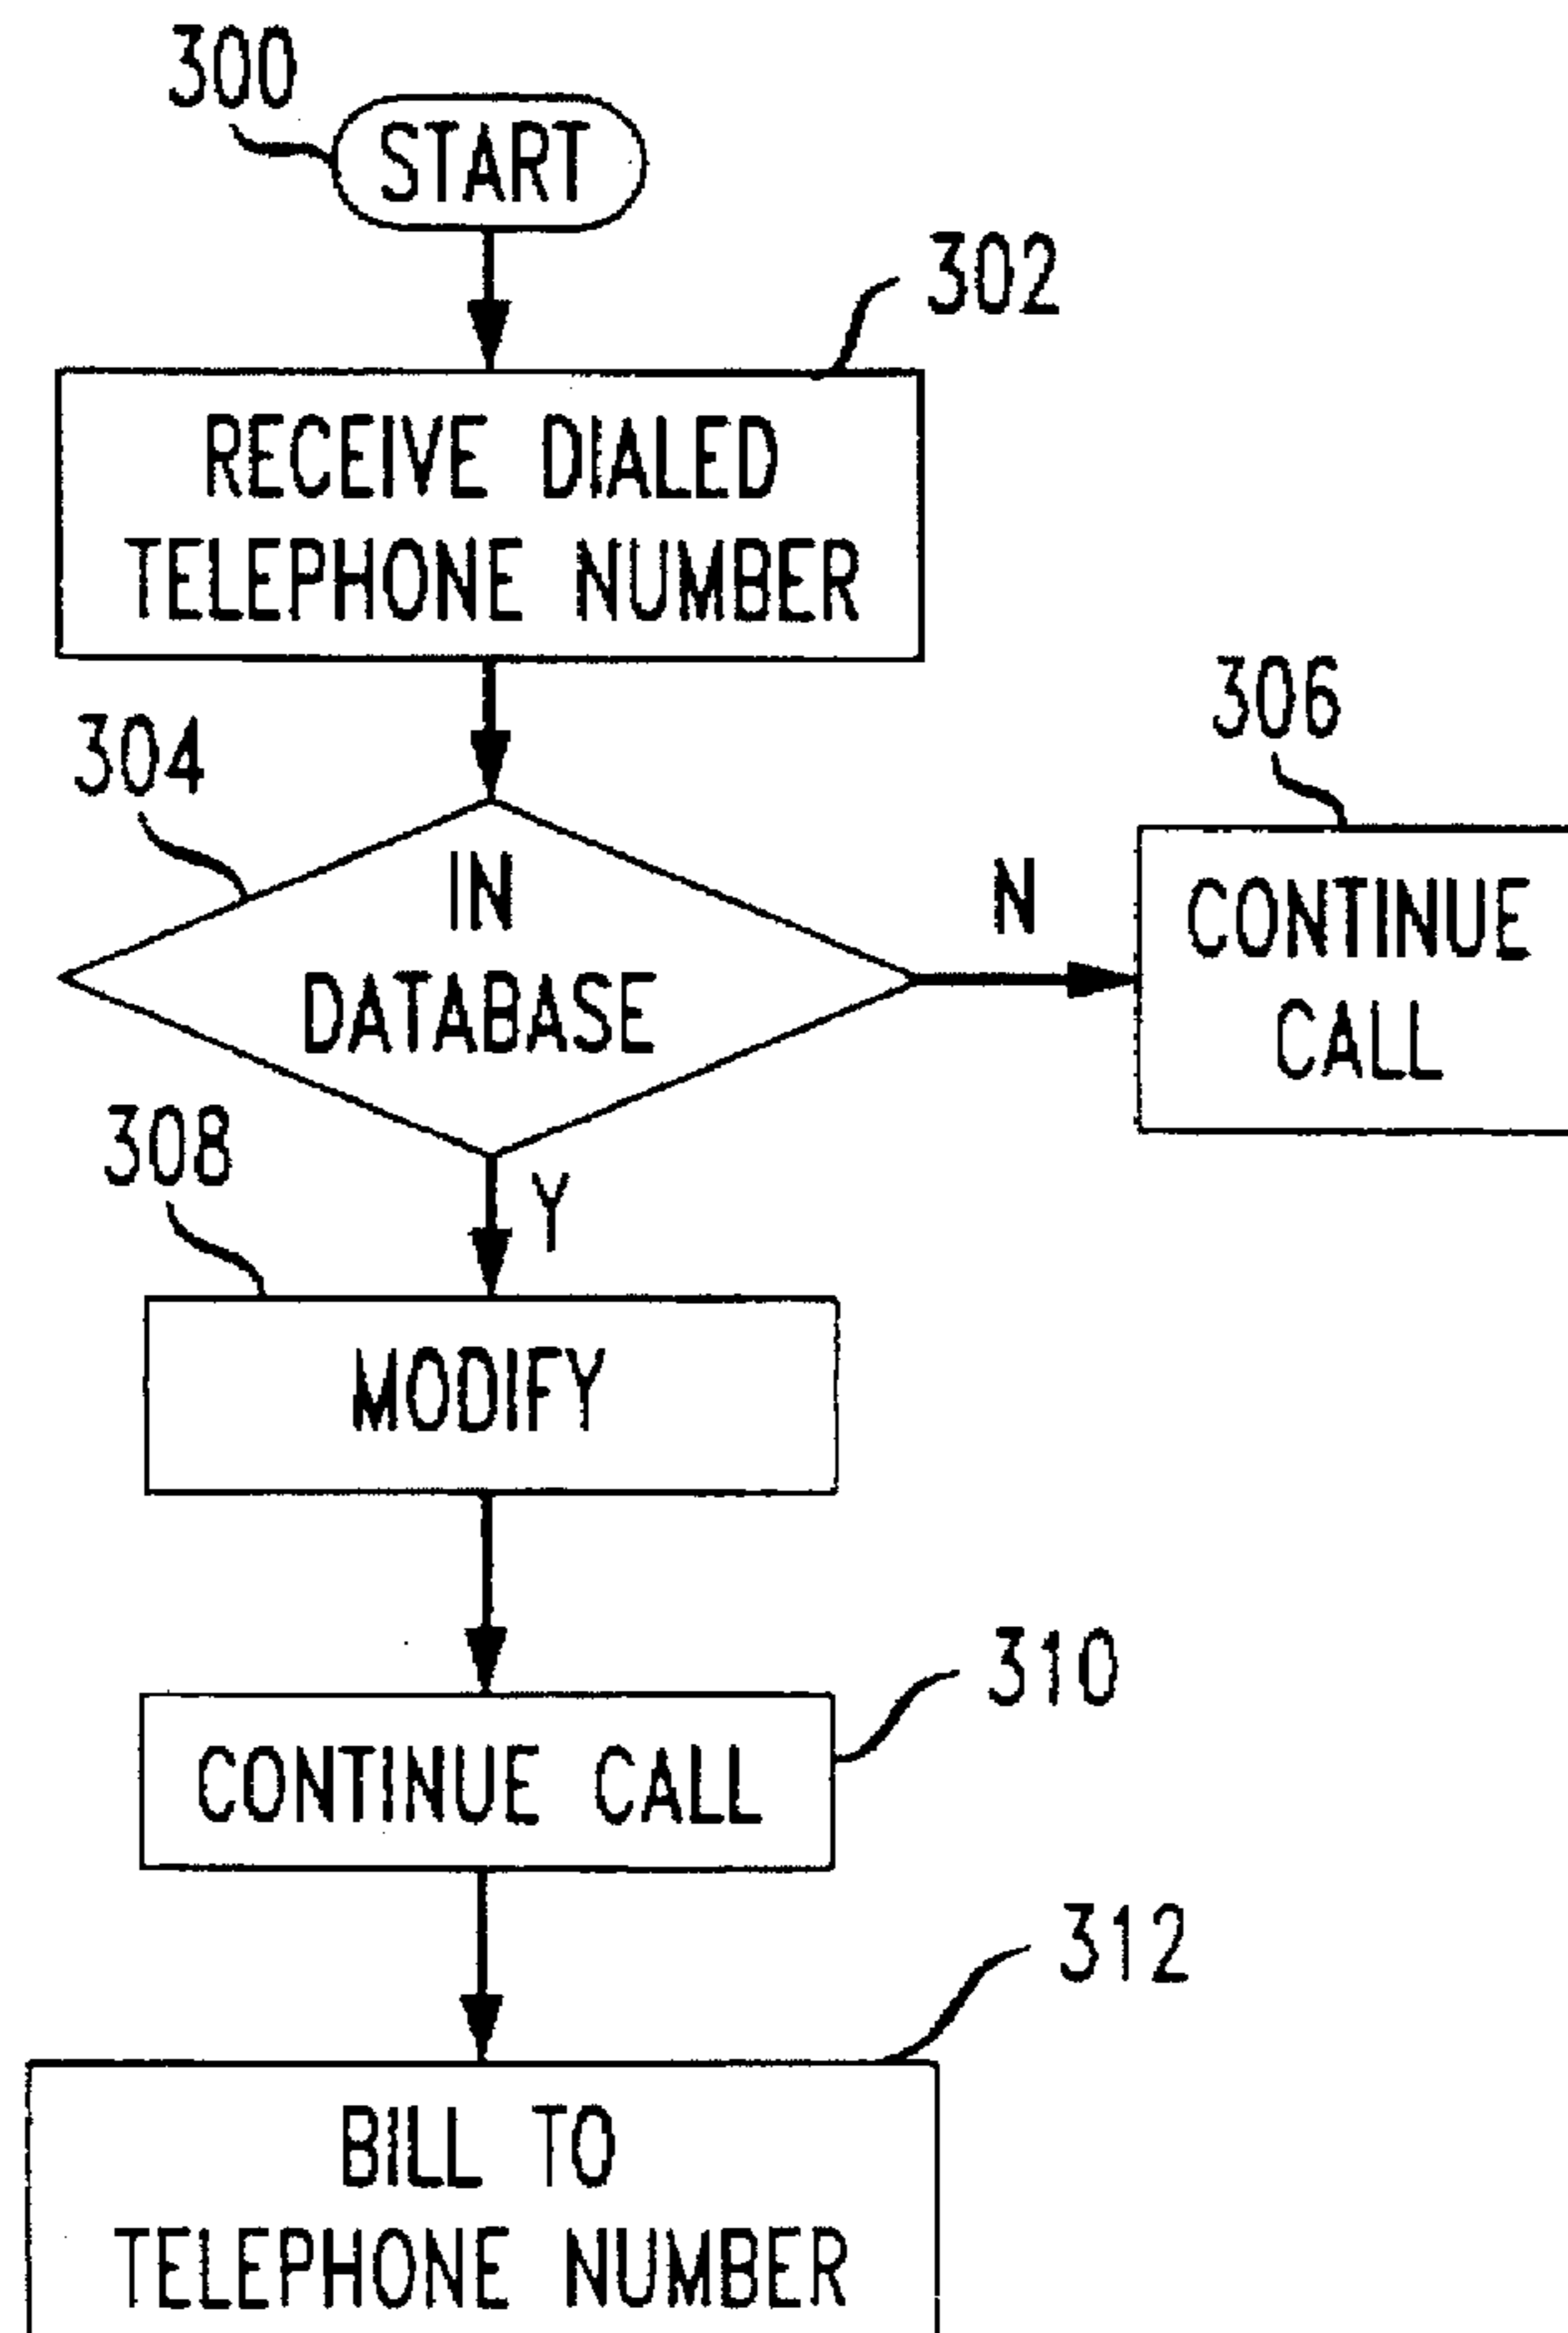 300
START
302
RECEIVE DIALED
TELEPHONE NUMBER
304
306
IN
DATABASE
N
CONTINUE
CALL
308
Y
MODIFY
310
CONTINUE CALL
312
BILL TO
TELEPHONE NUMBER